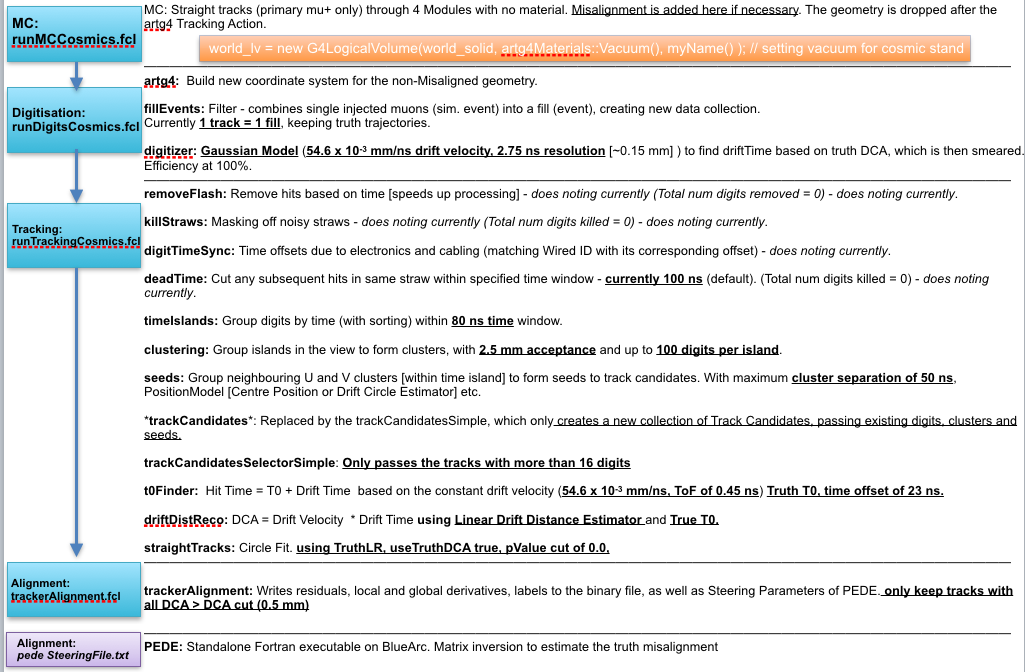 MC:
runMCCosmics.fcl
MC: Straight tracks (primary mu+ only) through 4 Modules with no material. Misalignment is added here if necessary. The geometry is dropped after the
artg4 Tracking Action.
world_lv = new G4LogicalVolume(world_solid, artg4Materials::Vacuum(), myName() ); // setting vacuum for cosmic stand
artg4: Build new coordinate system for the non-Misaligned geometry.
Digitisation:
runDigitsCosmics.fcl
fillEvents: Filter - combines single injected muons (sim. event) into a fill (event), creating new data collection.
Currently 1 track = 1 fill, keeping truth trajectories.
digitizer: Gaussian Model (54.6 x 10-3 mm/ns drift velocity, 2.75 ns resolution [~0.15 mm] ) to find driftTime based on truth DCA, which is then smeared.
Efficiency at 100%.
removeFlash: Remove hits based on time [speeds up processing] - does noting currently (Total num digits removed = 0) - does noting currently.
Tracking:
runTrackingCosmics.fcl
killStraws: Masking off noisy straws - does noting currently (Total num digits killed = 0) - does noting currently.
digitTimeSync: Time offsets due to electronics and cabling (matching Wired ID with its corresponding offset) - does noting currently.
deadTime: Cut any subsequent hits in same straw within specified time window - currently 100 ns (default). (Total num digits killed = 0) - does noting
currently.
timeIslands: Group digits by time (with sorting) within 80 ns time window.
clustering: Group islands in the view to form clusters, with 2.5 mm acceptance and up to 100 digits per island.
seeds: Group neighbouring U and V clusters [within time island] to form seeds to track candidates. With maximum cluster separation of 50 ns,
PositionModel [Centre Position or Drift Circle Estimator] etc.
*trackCandidates*: Replaced by the trackCandidatesSimple, which only creates a new collection of Track Candidates, passing existing digits, clusters and
seeds.
trackCandidatesSelectorSimple: Only passes the tracks with more than 16 digits
t0Finder: Hit Time = T0 + Drift Time based on the constant drift velocity (54.6 x 10-3 mm/ns, ToF of 0.45 ns) Truth T0, time offset of 23 ns.
driftDistReco: DCA = Drift Velocity * Drift Time using Linear Drift Distance Estimator and True T0.
straightTracks: Circle Fit. using TruthLR, useTruthDCA true, pValue cut of 0.0,
Alignment:
trackerAlignment.fcl
trackerAlignment: Writes residuals, local and global derivatives, labels to the binary file, as well as Steering Parameters of PEDE. only keep tracks with
all DCA > DCA cut (0.5 mm)
Alignment:
pede SteeringFile.txt
PEDE: Standalone Fortran executable on BlueArc. Matrix inversion to estimate the truth misalignment